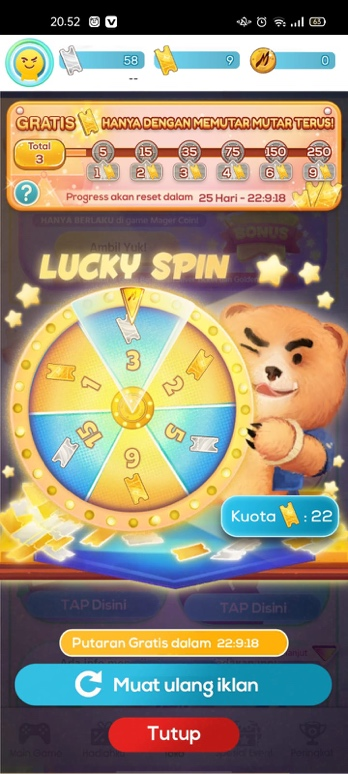 20.52
63
58
9
0
--
GRATIS HANYA DENGAN MEMUTAR MUTAR TERUS!
Total
3
5 15 35 75 150 250
1 2 3 4 6 9
? Progress akan reset dalam 25 Hari - 22:9:18
HANYA BERLAKU di game Mager Coin!
Ambil Yuk!
BONUS
LUCKY SPIN
3
1
2
15
5
6
Kuota : 22
TAP Disini
TAP Disini
Putaran Gratis dalam 22:9:18
Muat ulang iklan
Tutup